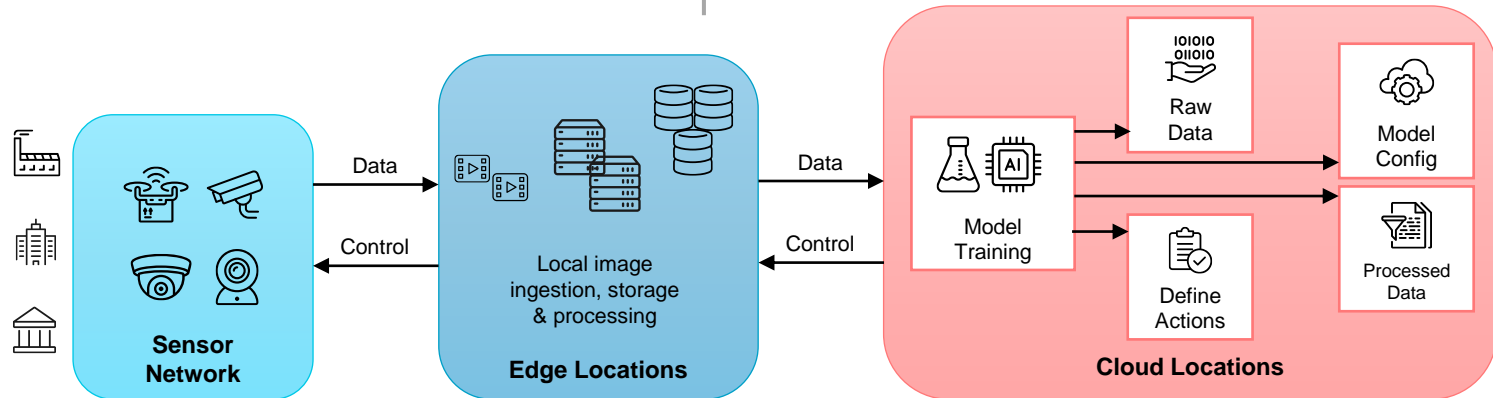 Data
Control
Sensor
Network
Local image
ingestion, storage
& processing
Edge Locations
Data
Control
AI
Model
Training
101010
011010
Raw
Data
Model
Config
Define
Actions
Processed
Data
Cloud Locations